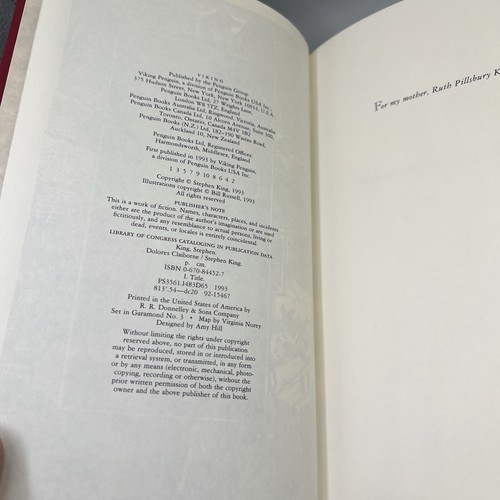 VIKING
Published by the Penguin Group
Viking Penguin, a division of Penguin Books USA Inc.,
375 Hudson Street, New York, New York 10014, U.S.A.
Penguin Books Ltd, 27 Wrights Lane,
London W8 5TZ, England
Penguin Books Australia Ltd, Ringwood, Victoria, Australia
Penguin Books Canada Ltd, 10 Alcorn Avenue, Suite 300,
Toronto, Ontario, Canada M4V 3B2
Penguin Books (N.Z.) Ltd, 182–190 Wairau Road,
Auckland 10, New Zealand
Penguin Books Ltd, Registered Offices:
Harmondsworth, Middlesex, England
First published in 1993 by Viking Penguin,
a division of Penguin Books USA Inc.
1 3 5 7 9 10 8 6 4 2
Copyright © Stephen King, 1993
Illustrations copyright © Bill Russell, 1993
All rights reserved
PUBLISHER'S NOTE
This is a work of fiction. Names, characters, places, and incidents
either are the product of the author's imagination or are used
fictitiously, and any resemblance to actual persons, living or
dead, events, or locales is entirely coincidental.
LIBRARY OF CONGRESS CATALOGING IN PUBLICATION DATA
King, Stephen.
Dolores Claiborne / Stephen King.
p. cm.
ISBN 0-670-84452-7
I. Title.
PS3561.I483D65 1993
813'.54—dc20 92-15467
Printed in the United States of America by
R. R. Donnelley & Sons Company
Set in Garamond No. 3 • Map by Virginia Norey
Designed by Amy Hill
Without limiting the rights under copyright
reserved above, no part of this publication
may be reproduced, stored in or introduced into
a retrieval system, or transmitted, in any form
or by any means (electronic, mechanical, photo-
copying, recording or otherwise), without the
prior written permission of both the copyright
owner and the above publisher of this book.
For my mother, Ruth Pillsbury K